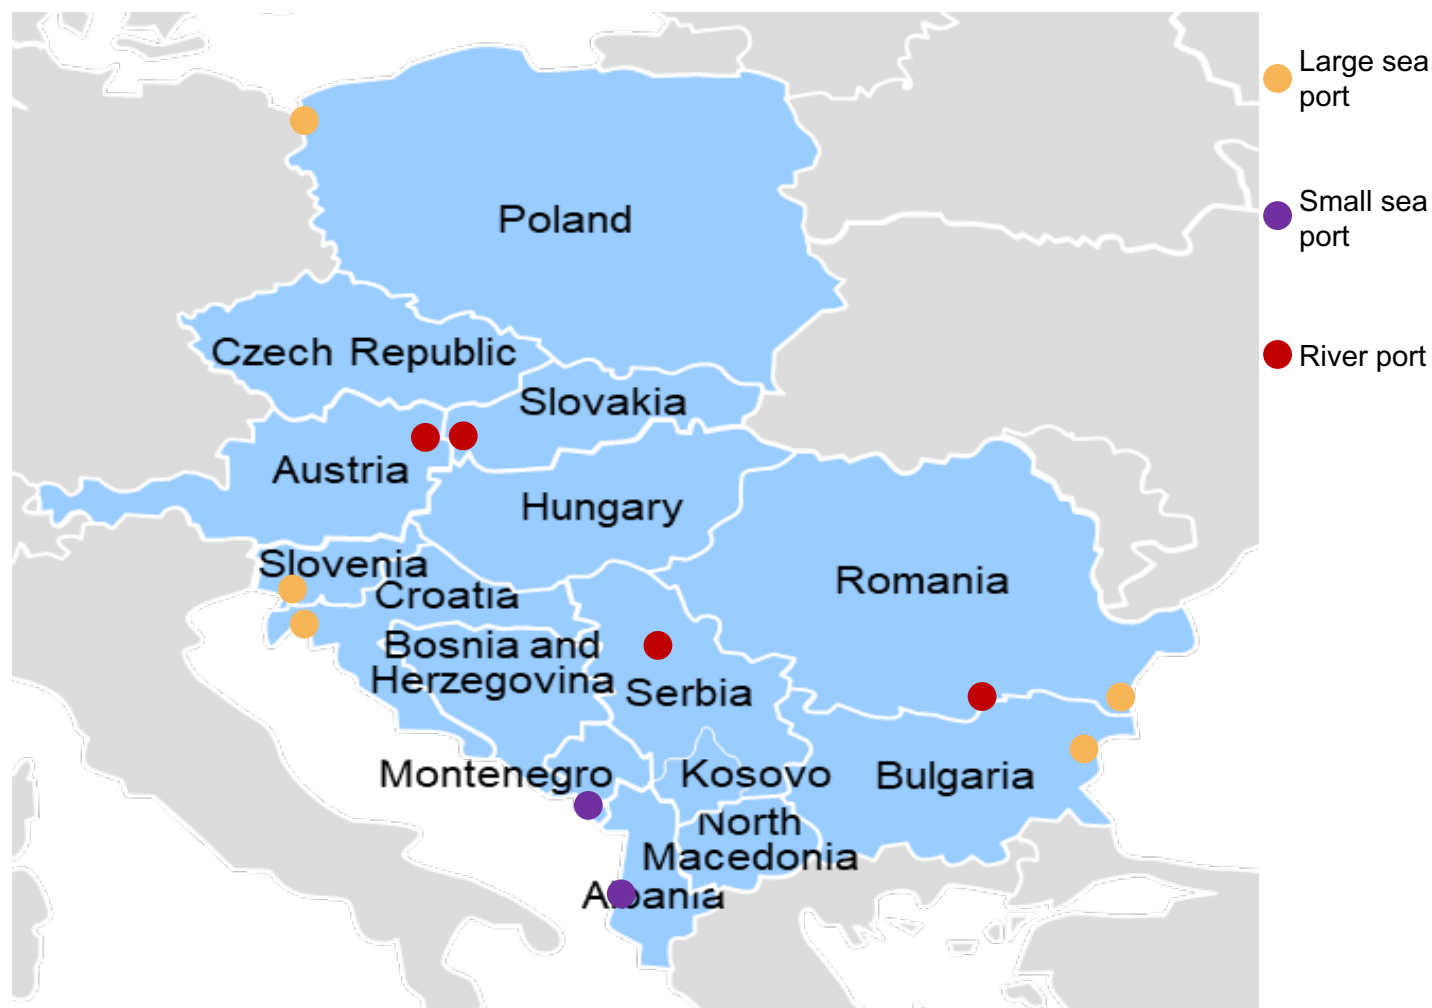 Large sea
port
Small sea
port
River port
Poland
Czech Republic
Slovakia
Austria
Hungary
Slovenia
Croatia
Romania
Bosnia and
Herzegovina
Serbia
Montenegro
Kosovo
Bulgaria
North
Macedonia
Albania